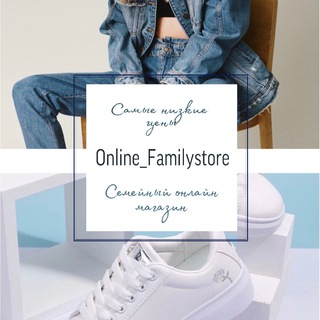 Самые низкие
цены
Online_Familystore
Семейный онлайн
магазин